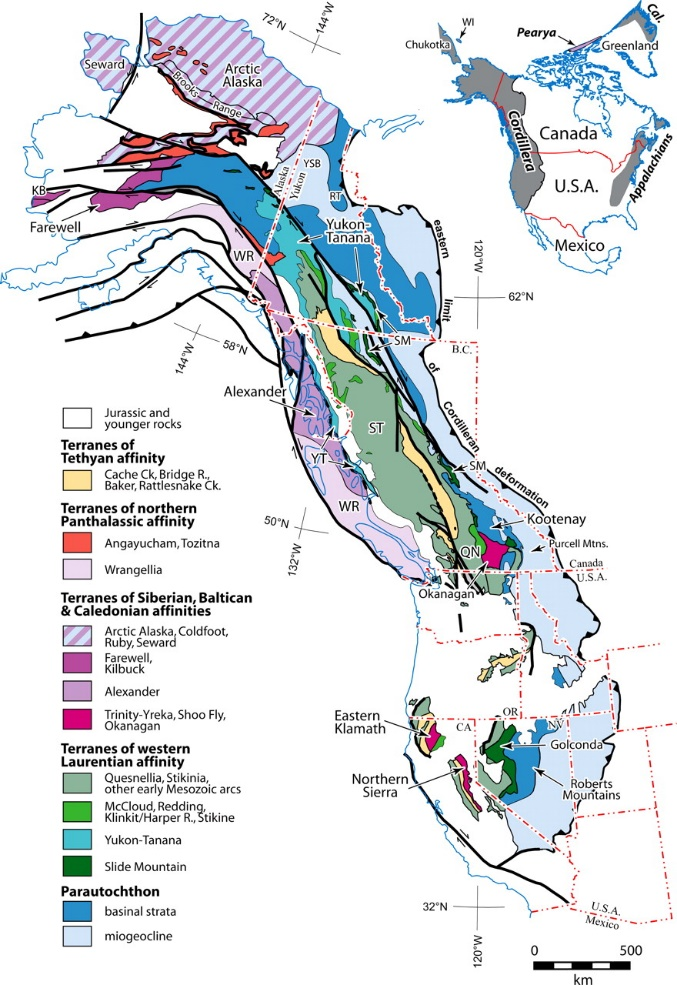 72°N
144°W
Seward
Arctic
Alaska
Brooks
Range
WI
Chukotka
Pearya
Cal.
Greenland
Cordillera
Canada
U.S.A.
Mexico
Appalachians
YSB
Alaska
Yukon
RT
KB
Farewell
Yukon-
Tanana
WR
eastern
limit
of
Cordilleran
deformation
120°W
62°N
144°W
58°N
SM
B.C.
Alexander
ST
YT
SM
WR
Kootenay
50°N
132°W
QN
Purcell Mtns.
Okanagan
Canada
U.S.A.
Jurassic and
younger rocks
Terranes of
Tethyan affinity
Cache Ck, Bridge R.,
Baker, Rattlesnake Ck.
Terranes of northern
Panthalassic affinity
Angayucham, Tozitna
Wrangellia
Terranes of Siberian, Baltican
& Caledonian affinities
Arctic Alaska, Coldfoot,
Ruby, Seward
Farewell,
Kilbuck
Alexander
Trinity-Yreka, Shoo Fly,
Okanagan
Terranes of western
Laurentian affinity
Quesnellia, Stikinia,
other early Mesozoic arcs
McCloud, Redding,
Klinkit/Harper R., Stikine
Yukon-Tanana
Slide Mountain
Parautochthon
basinal strata
miogeocline
Eastern
Klamath
CA
OR
NV
Golconda
Northern
Sierra
Roberts
Mountains
32°N
120°W
U.S.A.
Mexico
0 500
km